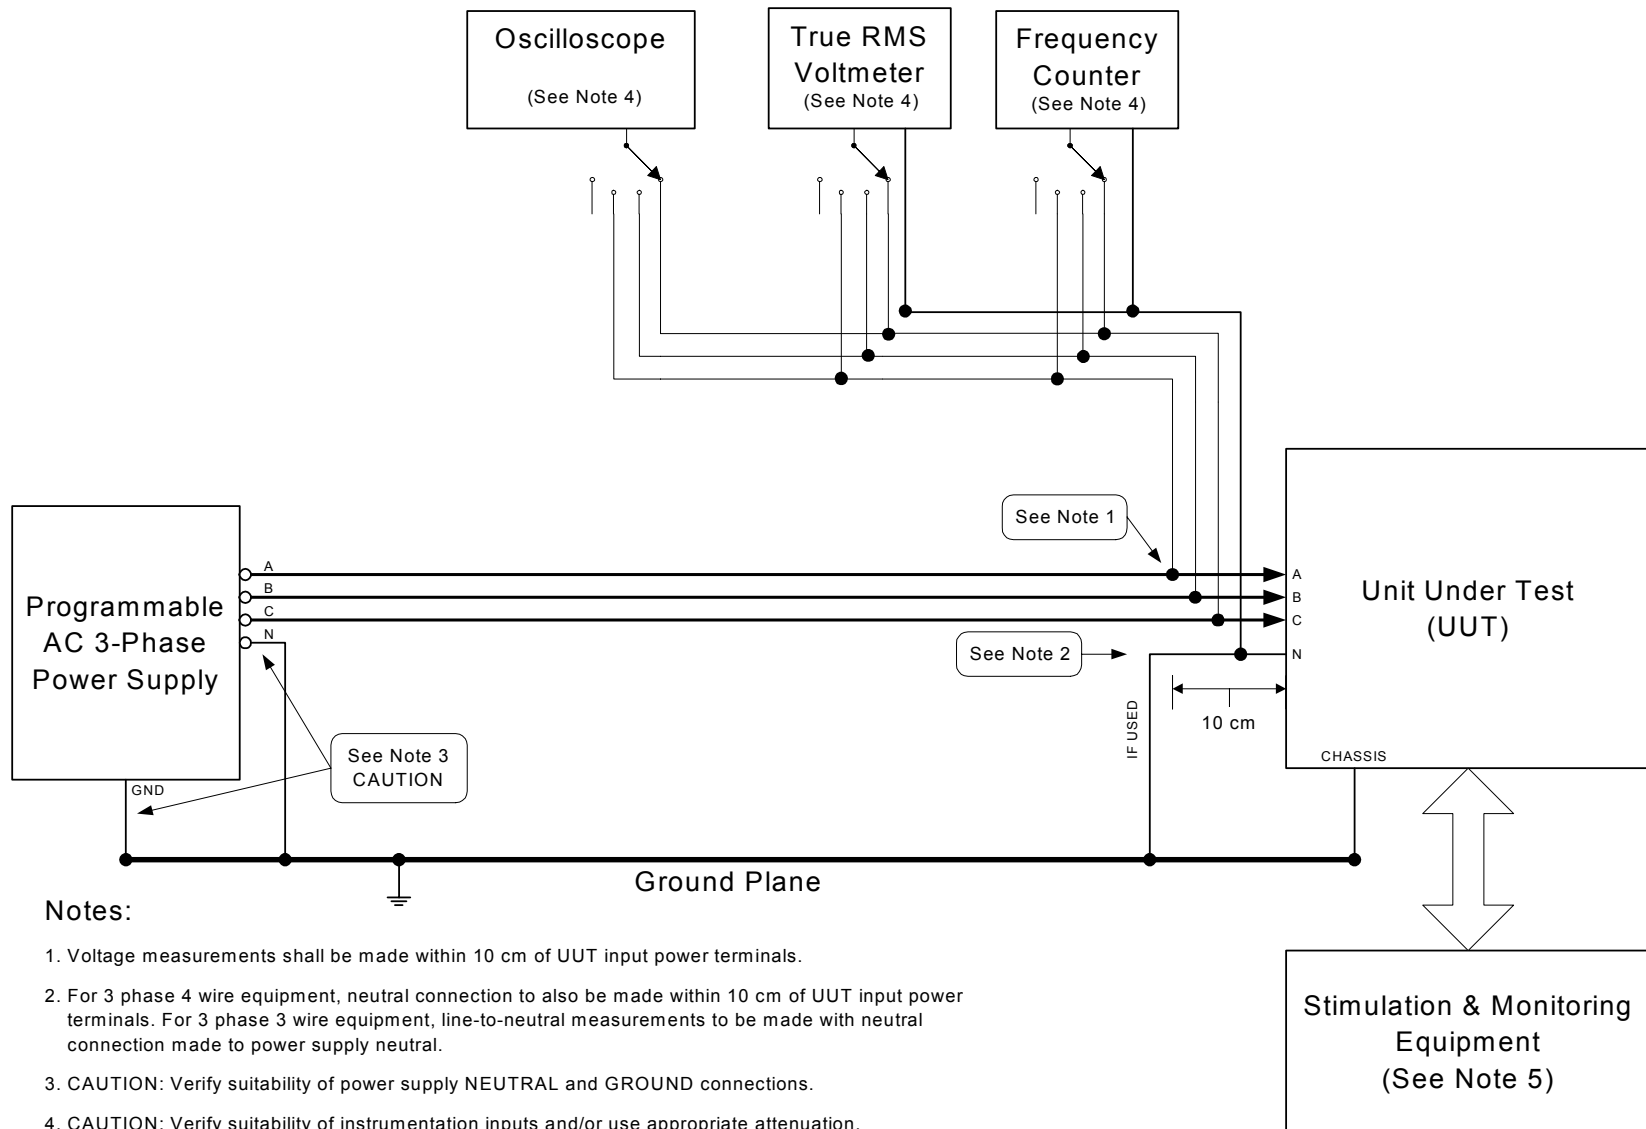 Oscilloscope
(See Note 4)
True RMS
Voltmeter
(See Note 4)
Frequency
Counter
(See Note 4)
See Note 1
Programmable
AC 3-Phase
Power Supply
A
B
C
N
GND
See Note 3
CAUTION
See Note 2
IF USED
10 cm
A
B
C
N
Unit Under Test
(UUT)
CHASSIS
Ground Plane
Stimulation & Monitoring
Equipment
(See Note 5)
Notes:
1. Voltage measurements shall be made within 10 cm of UUT input power terminals.
2. For 3 phase 4 wire equipment, neutral connection to also be made within 10 cm of UUT input power
terminals. For 3 phase 3 wire equipment, line-to-neutral measurements to be made with neutral
connection made to power supply neutral.
3. CAUTION: Verify suitability of power supply NEUTRAL and GROUND connections.
4. CAUTION: Verify suitability of instrumentation inputs and/or use appropriate attenuation.